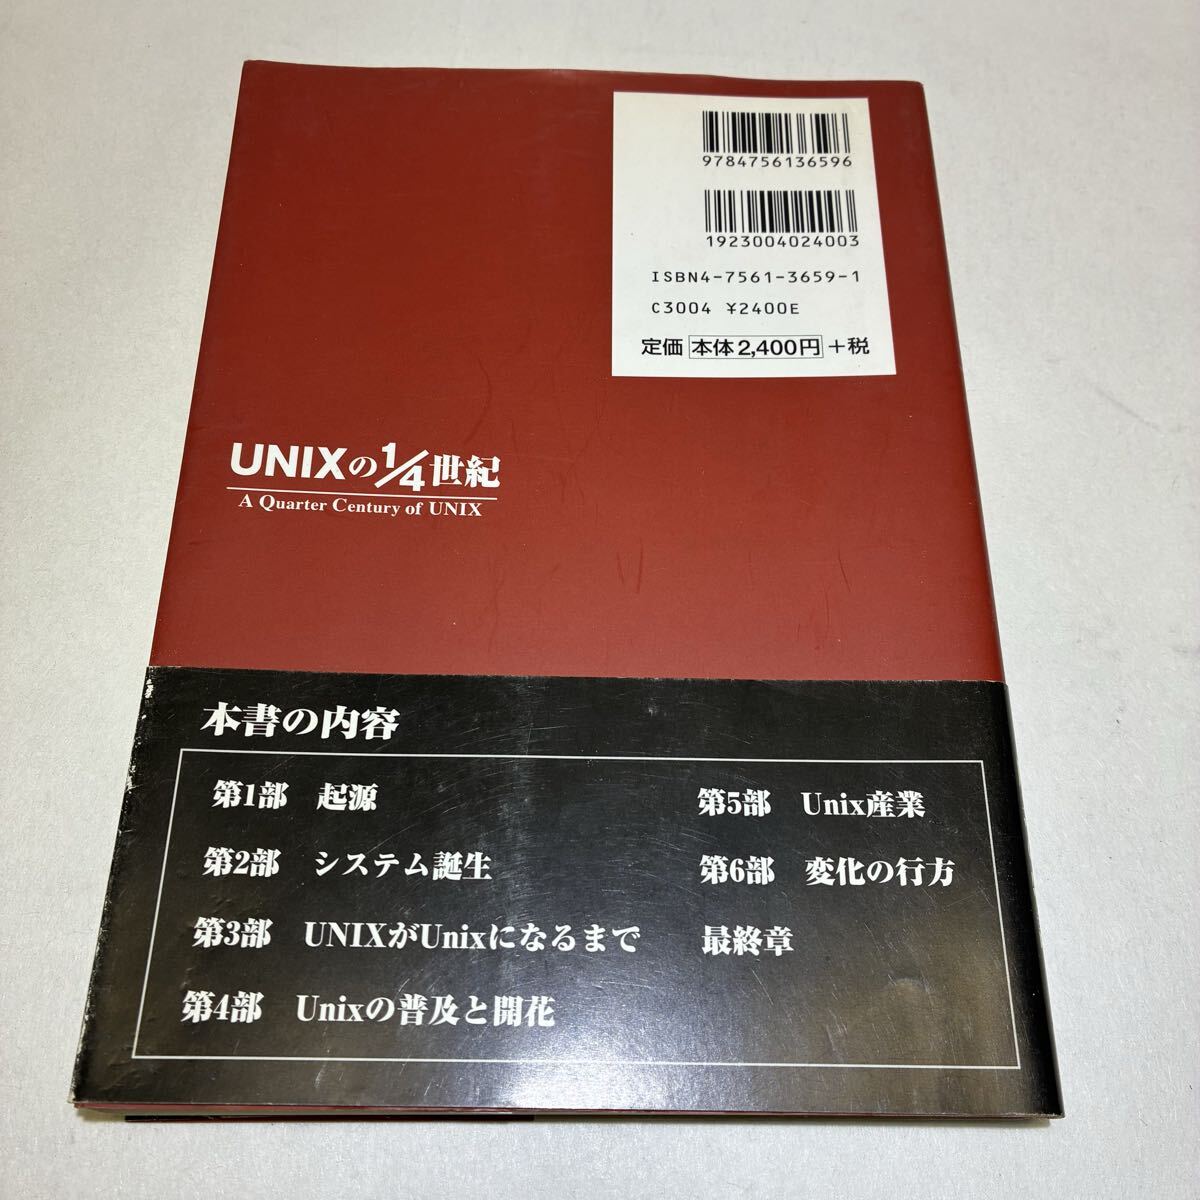 9784756136596
1923004024003
ISBN4-7561-3659-1
C3004 ¥2400E
定価 本体2,400円 +税
UNIXの1/4世紀
A Quarter Century of UNIX
本書の内容
第1部 起源
第2部 システム誕生
第3部 UNIXがUnixになるまで
第4部 Unixの普及と開花
第5部 Unix産業
第6部 変化の行方
最終章